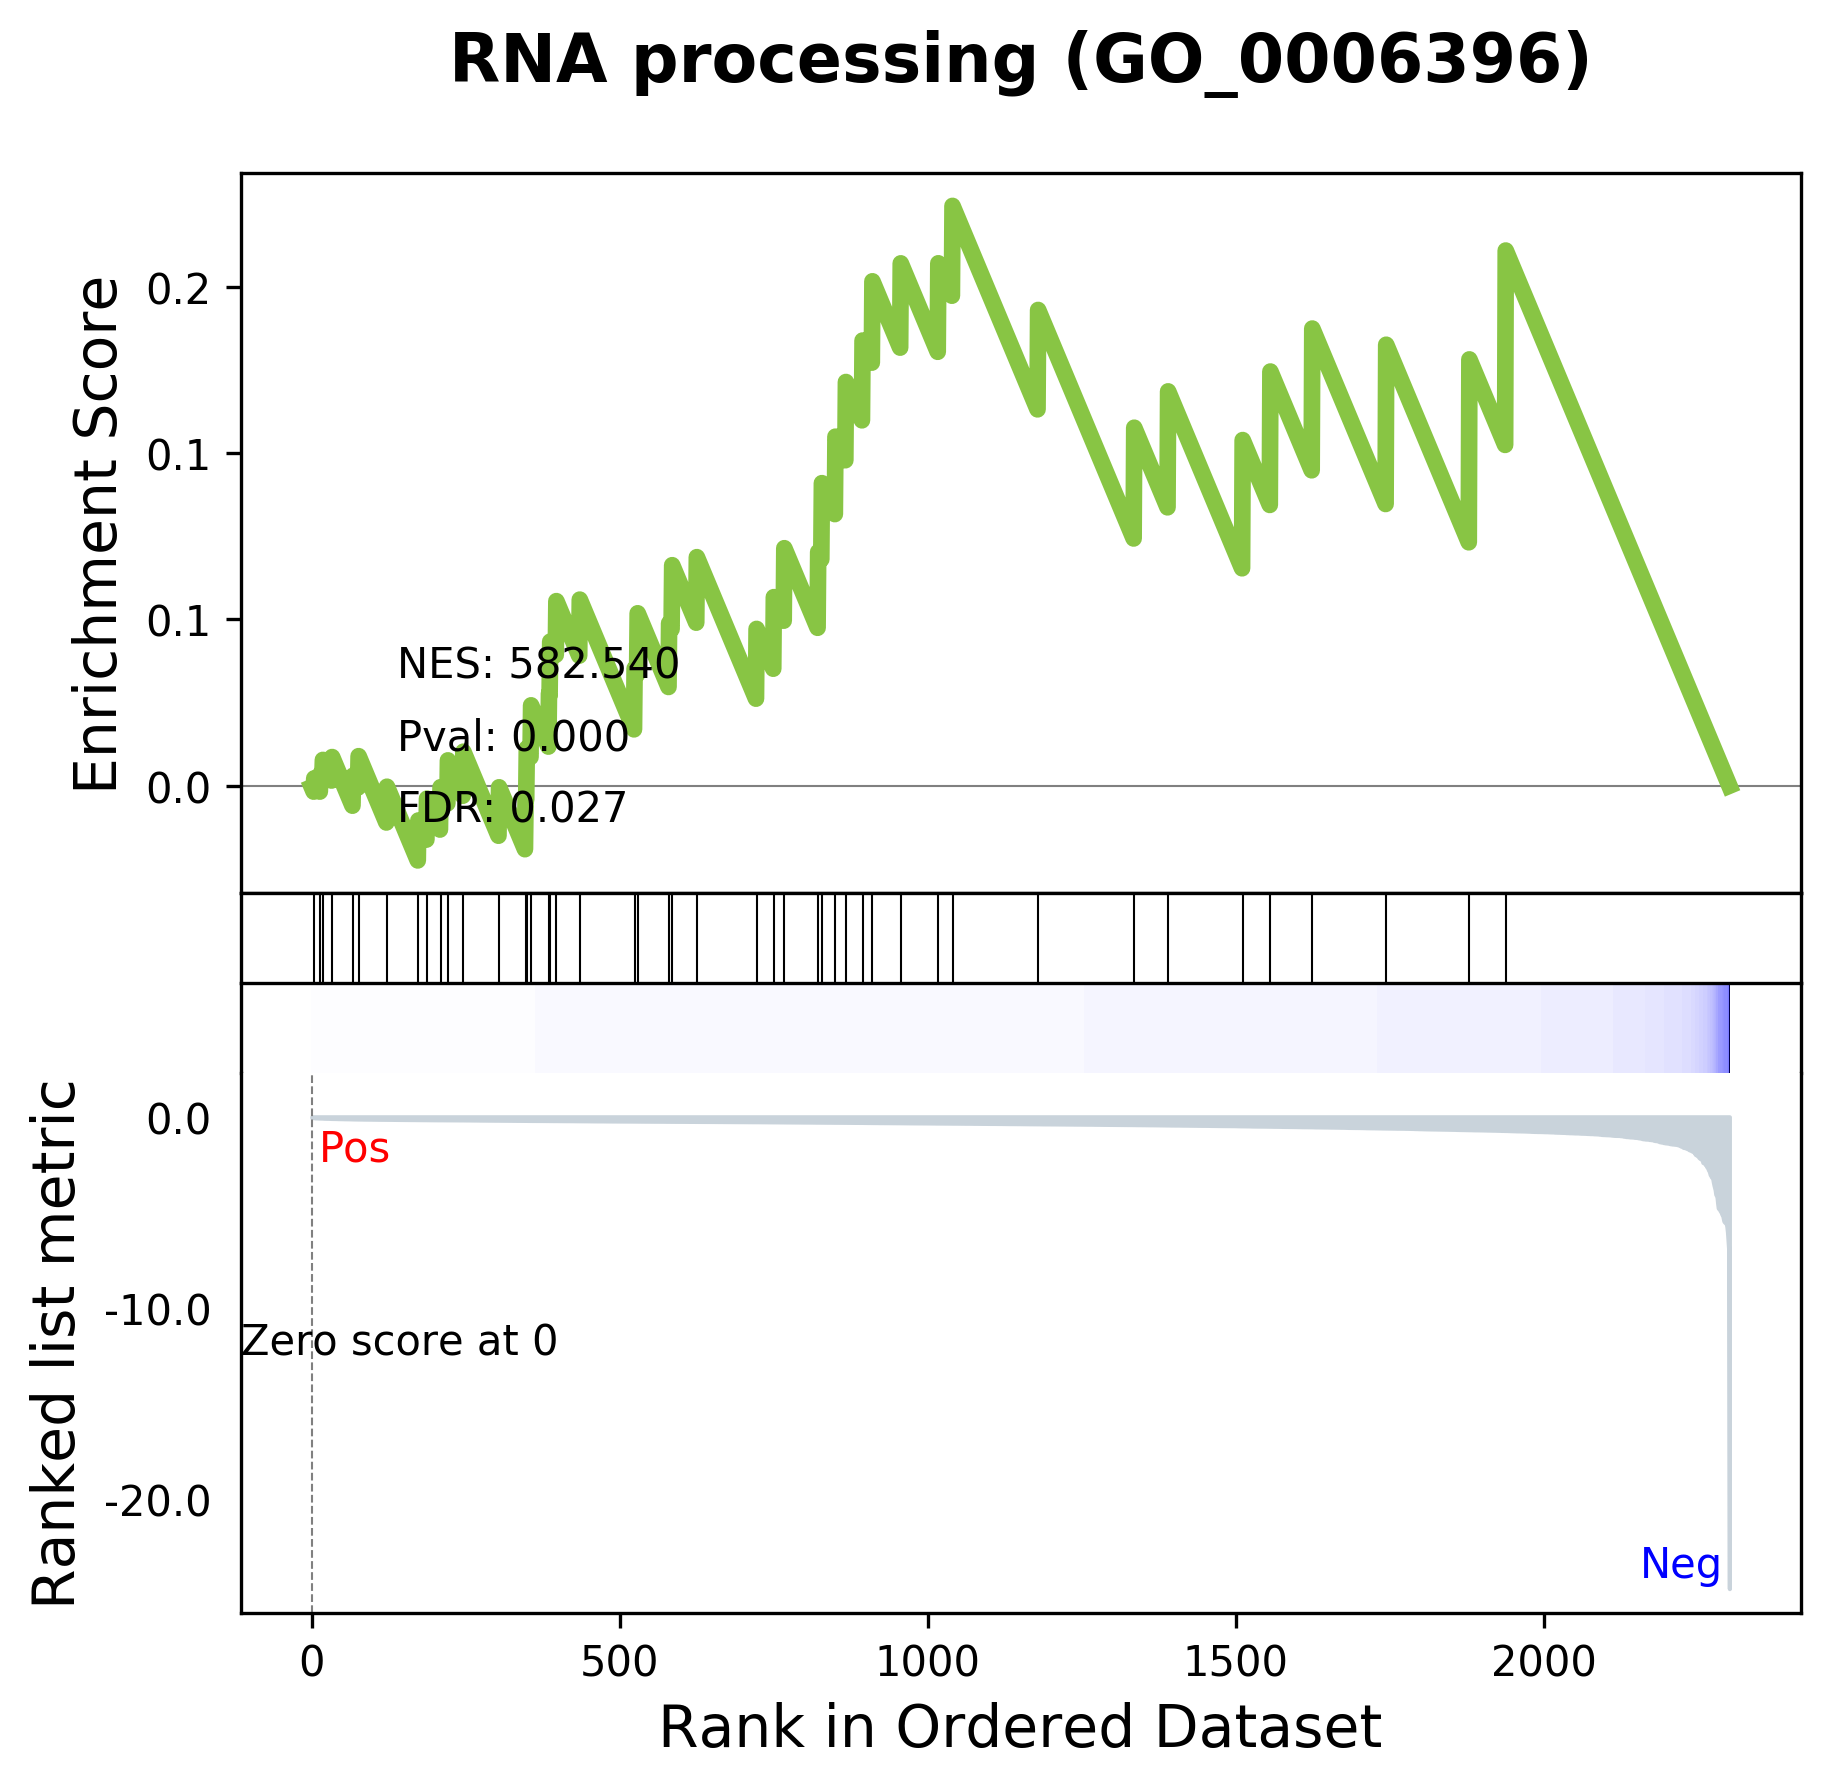 RNA processing (GO_0006396)
Enrichment Score
0.2
0.1
0.1
0.0
NES: 582.540
Pval: 0.000
FDR: 0.027
Ranked list metric
0.0
-10.0
-20.0
Pos
Zero score at 0
Neg
0 500 1000 1500 2000
Rank in Ordered Dataset